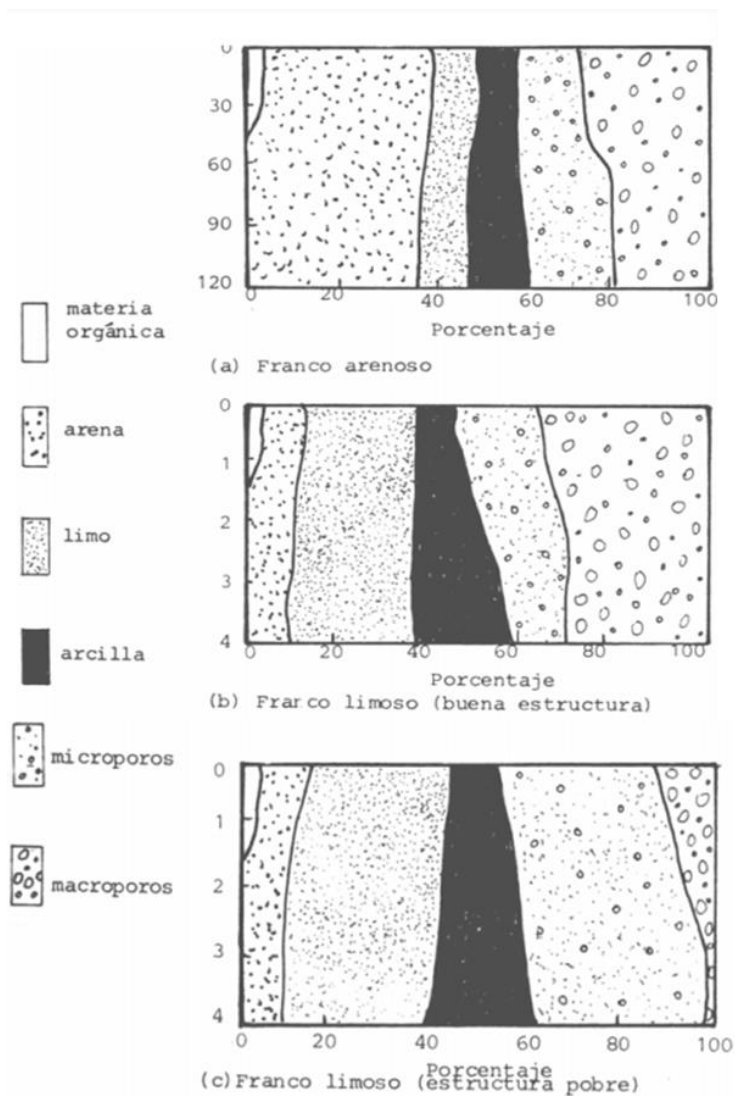 0
30
60
90
120
0 20 40 60 80 100
Porcentaje
(a) Franco arenoso
materia
orgánica
arena
limo
arcilla
microporos
macroporos
0
1
2
3
4
0 20 40 60 80 100
Porcentaje
(b) Franco limoso (buena estructura)
0
1
2
3
4
0 20 40 60 80 100
Porcentaje
(c)Franco limoso (estructura pobre)